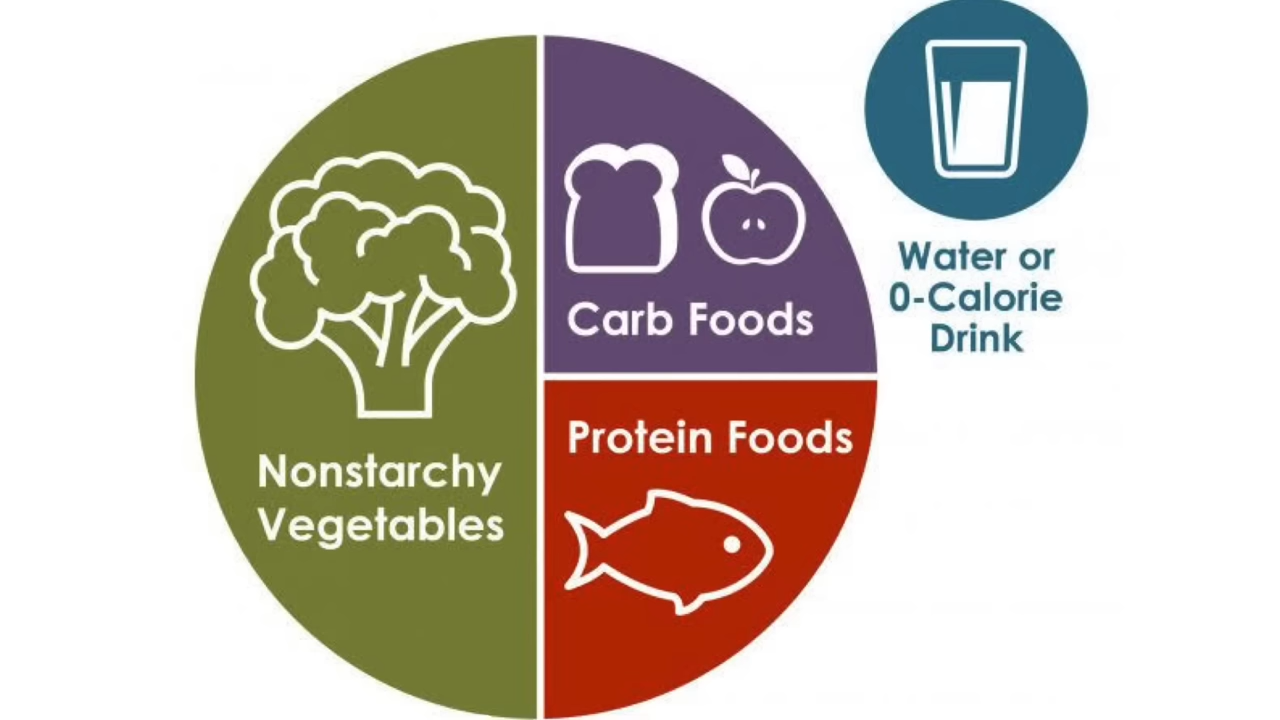 Nonstarchy
Vegetables
Carb Foods
Protein Foods
Water or
0-Calorie
Drink